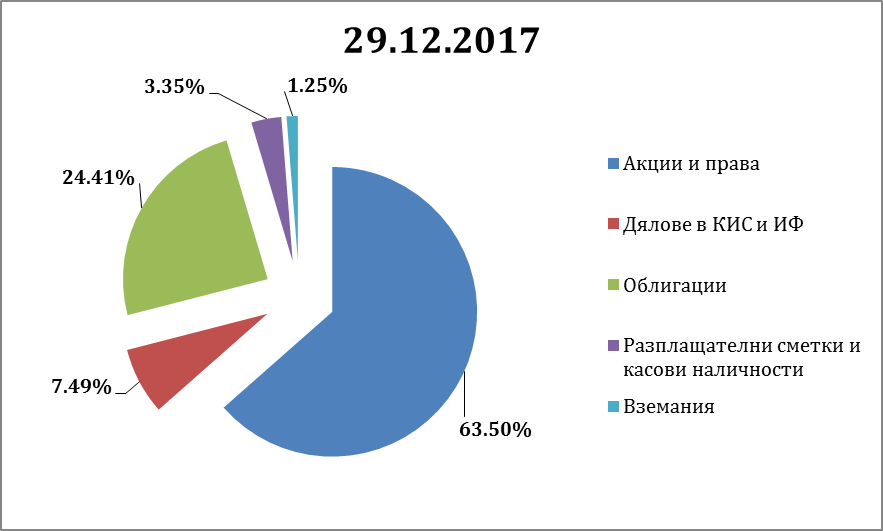 29.12.2017
3.35%
1.25%
24.41%
7.49%
63.50%
Акции и права
Дялове в КИС и ИФ
Облигации
Разплащателни сметки и
касови наличности
Вземания